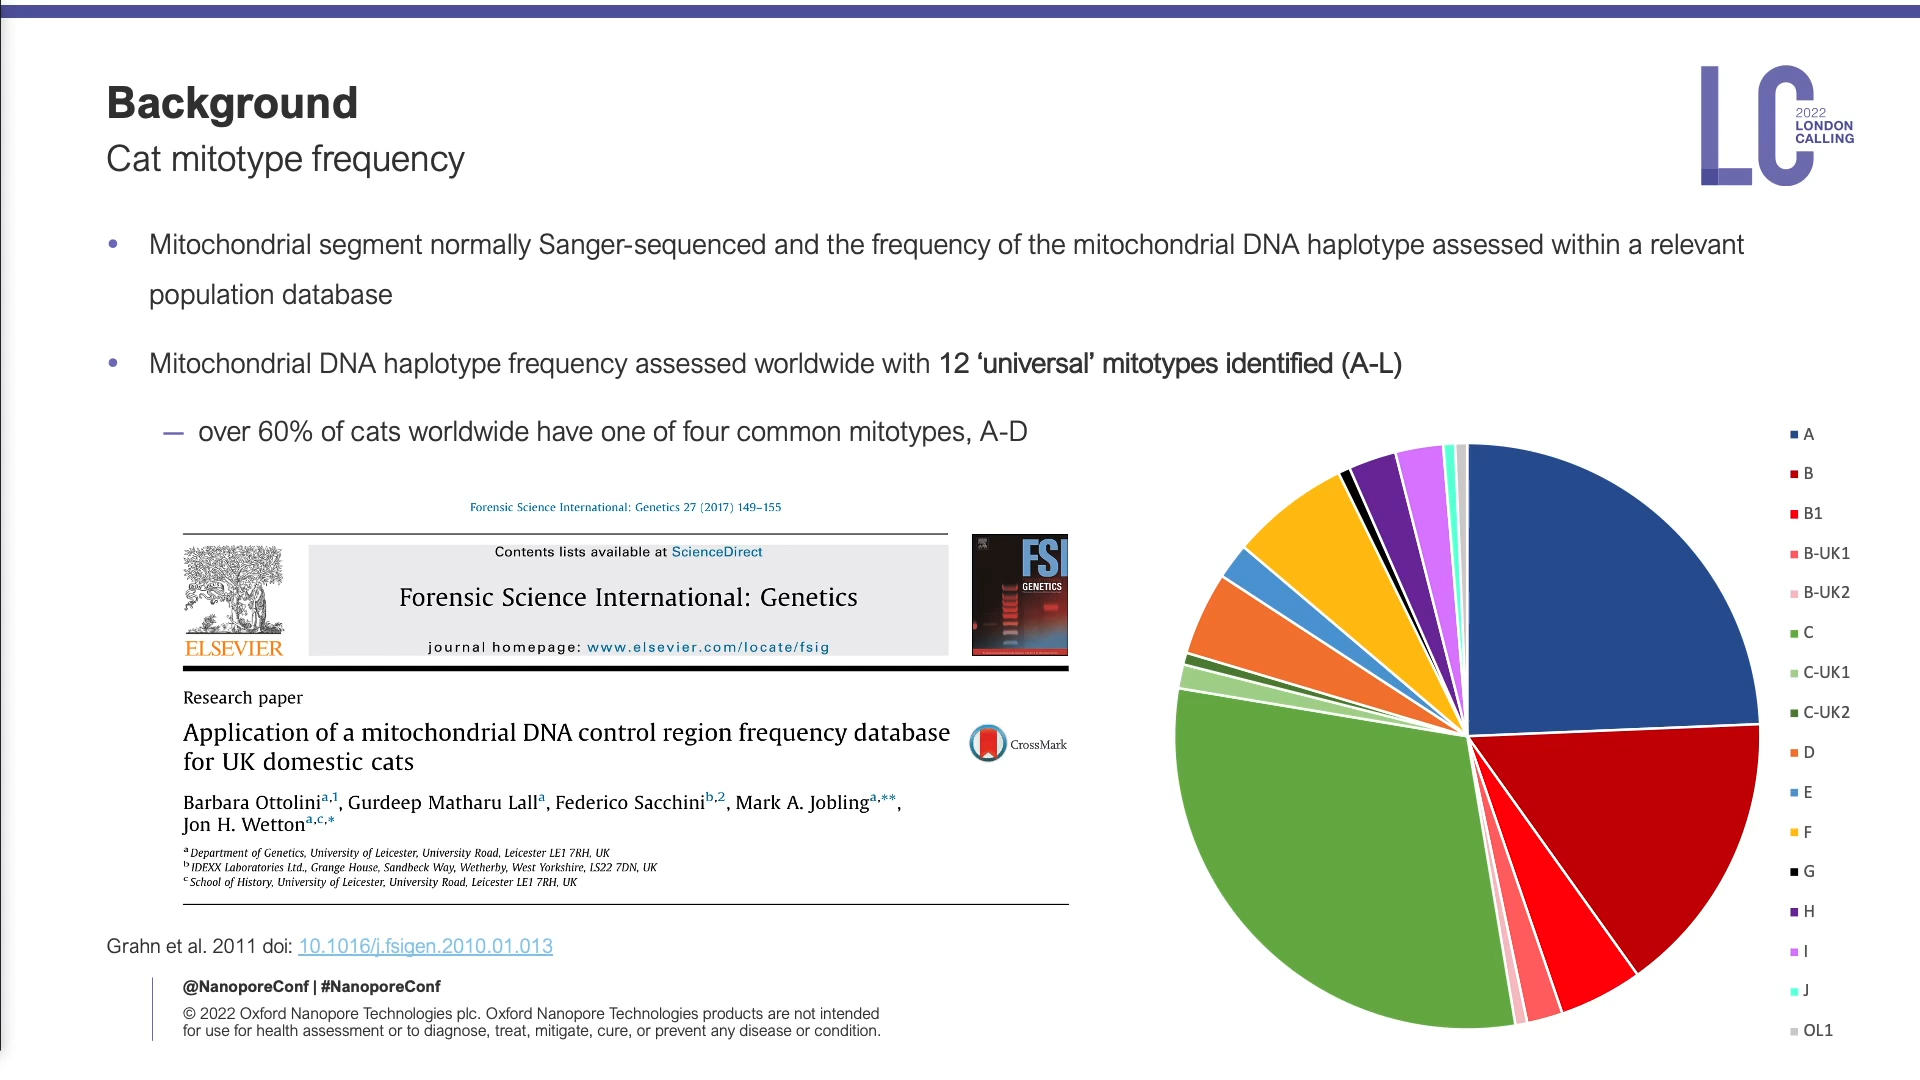 Background
Cat mitotype frequency
2022
LONDON
CALLING
LC
• Mitochondrial segment normally Sanger-sequenced and the frequency of the mitochondrial DNA haplotype assessed within a relevant
population database
• Mitochondrial DNA haplotype frequency assessed worldwide with 12 ‘universal’ mitotypes identified (A-L)
— over 60% of cats worldwide have one of four common mitotypes, A-D
Forensic Science International: Genetics 27 (2017) 149–155
Contents lists available at ScienceDirect
Forensic Science International: Genetics
journal homepage: www.elsevier.com/locate/fsig
ELSEVIER
FSI
GENETICS
Research paper
Application of a mitochondrial DNA control region frequency database
for UK domestic cats
CrossMark
Barbara Ottolini a,1, Gurdeep Matharu Lall a, Federico Sacchini b,2, Mark A. Jobling a,**,
Jon H. Wetton a,c,*
a Department of Genetics, University of Leicester, University Road, Leicester LE1 7RH, UK
b IDEXX Laboratories Ltd., Grange House, Sandbeck Way, Wetherby, West Yorkshire, LS22 7DN, UK
c School of History, University of Leicester, University Road, Leicester LE1 7RH, UK
A
B
B1
B-UK1
B-UK2
C
C-UK1
C-UK2
D
E
F
G
H
I
J
OL1
Grahn et al. 2011 doi: 10.1016/j.fsigen.2010.01.013
@NanoporeConf | #NanoporeConf
© 2022 Oxford Nanopore Technologies plc. Oxford Nanopore Technologies products are not intended
for use for health assessment or to diagnose, treat, mitigate, cure, or prevent any disease or condition.